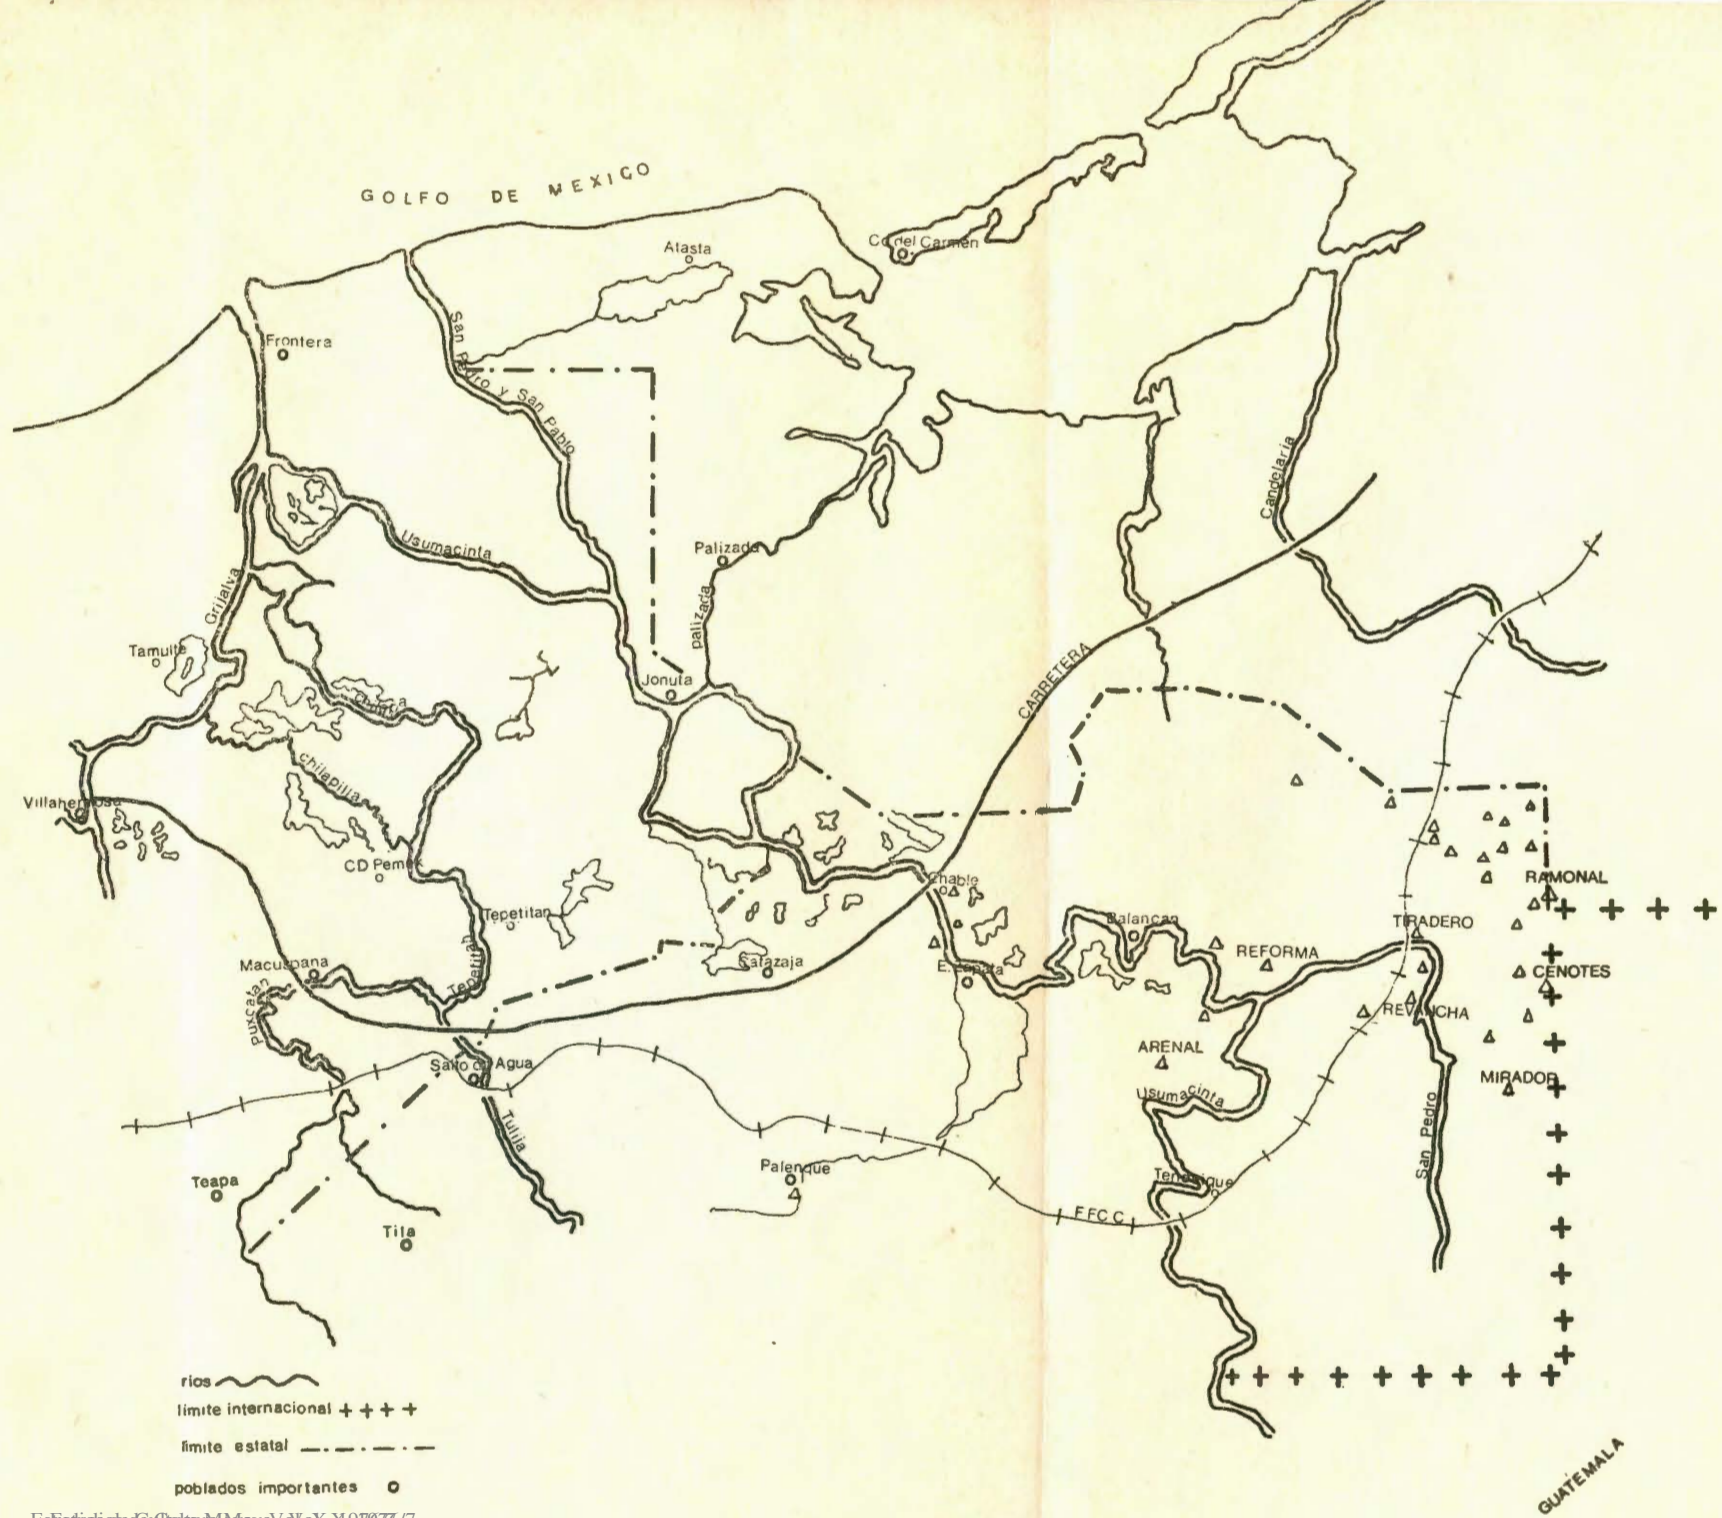 GOLFO DE MEXICO
Atasta
Cd del Carmen
Frontera
San Pedro y San Pablo
Candelaria
Usumacinta
Palizada
Grijalva
palizada
Tamulte
Jonuta
CARRETERA
chilapilla
Villahermosa
CD Pemex
Chable
RAMONAL
Tepetitan
Balancan
TIRADERO
Macuspana
Tepetitan
E. Zapata
REFORMA
CENOTES
Puxcatan
REVANCHA
Salto de Agua
ARENAL
MIRADOR
Usumacinta
Tulija
San Pedro
Palenque
Tenosique
Teapa
FFCC
Tila
rios
limite internacional ++++
limite estatal
poblados importantes
GUATEMALA